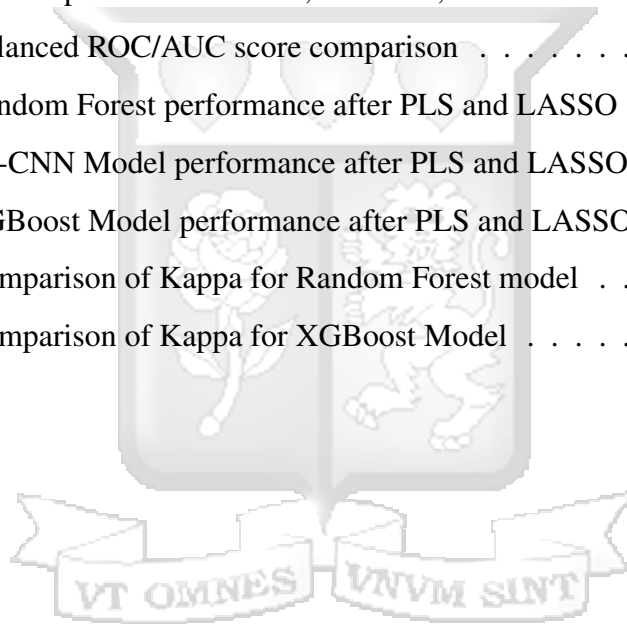 alanced ROC/AUC score comparison . . . . . . .
ndom Forest performance after PLS and LASSO
-CNN Model performance after PLS and LASSO
GBoost Model performance after PLS and LASSO
mparison of Kappa for Random Forest model . .
mparison of Kappa for XGBoost Model . . . . .
VT OMNES VNVM SINT